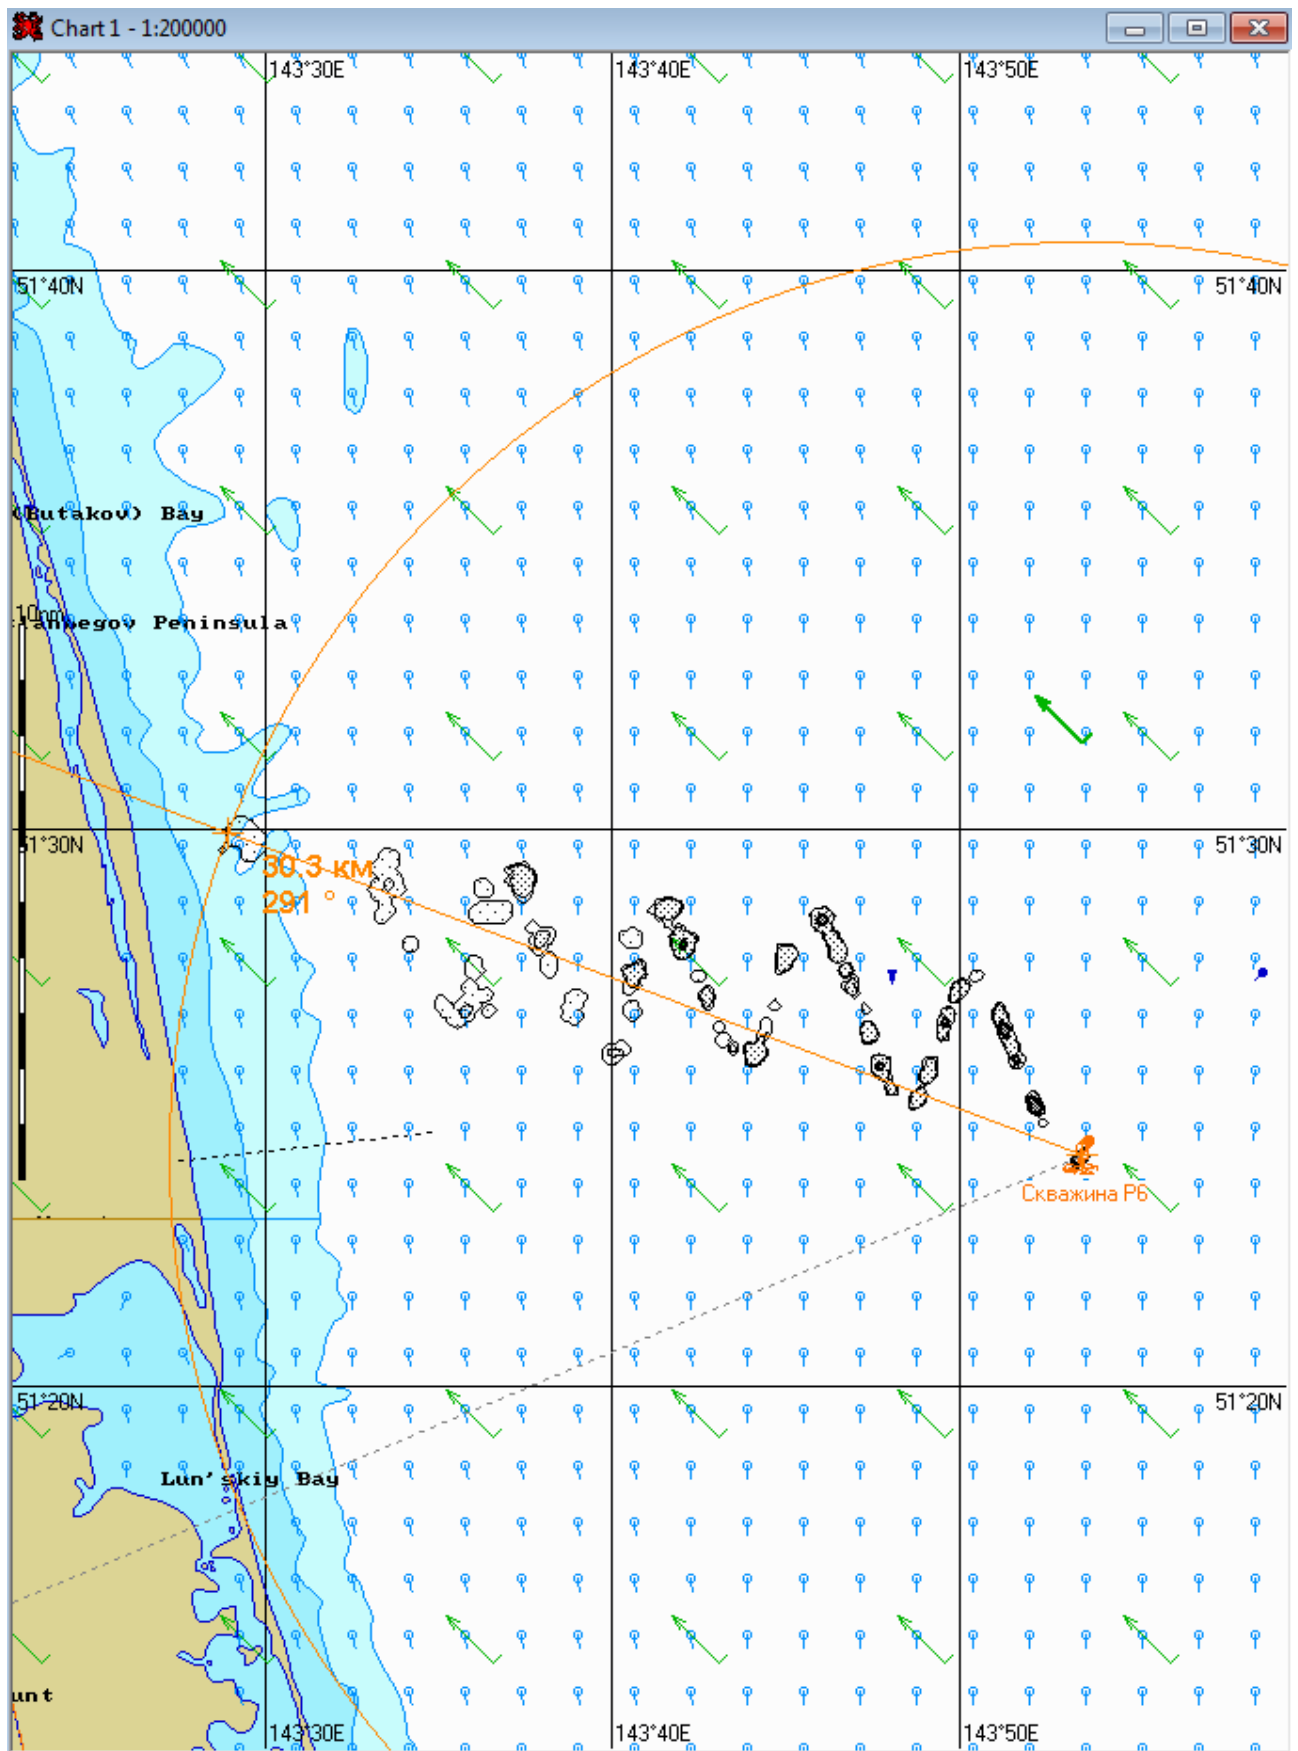 Chart 1 - 1:200000
143°30E 143°40E 143°50E
51°40N 51°40N
(Butakov) Bay
10nm
Peninsula
51°30N 51°30N
30,3 км
291 °
Скважина P6
51°20N 51°20N
Lun'skiy Bay
unt
143°30E 143°40E 143°50E